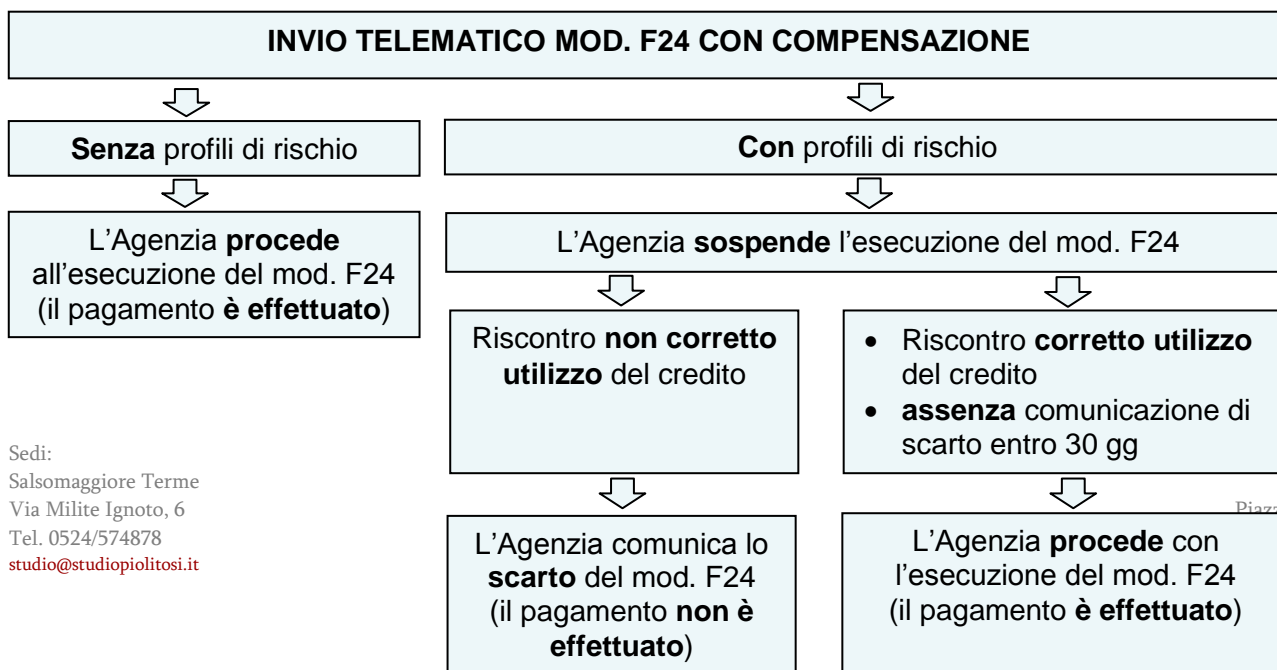 INVIO TELEMATICO MOD. F24 CON COMPENSAZIONE
Senza profili di rischio
Con profili di rischio
L’Agenzia procede
all’esecuzione del mod. F24
(il pagamento è effettuato)
L’Agenzia sospende l’esecuzione del mod. F24
Riscontro non corretto
utilizzo del credito
• Riscontro corretto utilizzo
del credito
• assenza comunicazione di
scarto entro 30 gg
Sedi:
Salsomaggiore Terme
Via Milite Ignoto, 6
Tel. 0524/574878
studio@studiopiolitosi.it
L’Agenzia comunica lo
scarto del mod. F24
(il pagamento non è
effettuato)
L’Agenzia procede con
l’esecuzione del mod. F24
(il pagamento è effettuato)